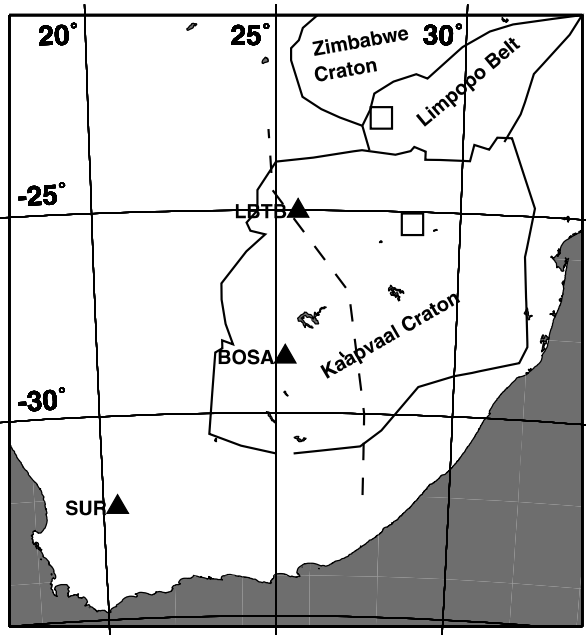 20° 25° 30°
Zimbabwe
Craton
Limpopo Belt
-25°
LBTB
BOSA
Kaapvaal Craton
-30°
SUR